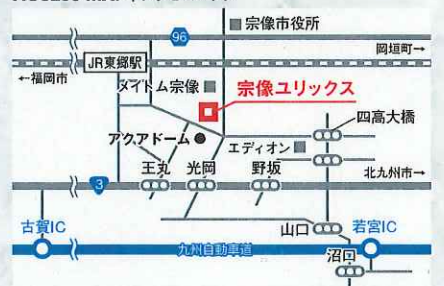 宗像市役所
96
岡垣町→
JR東郷駅
←福岡市
メイトム宗像
宗像ユリックス
四高大橋
アクアドーム
エディオン
王丸
光岡
野坂
北九州市→
3
山口
古賀IC
若宮IC
九州自動車道
沼口